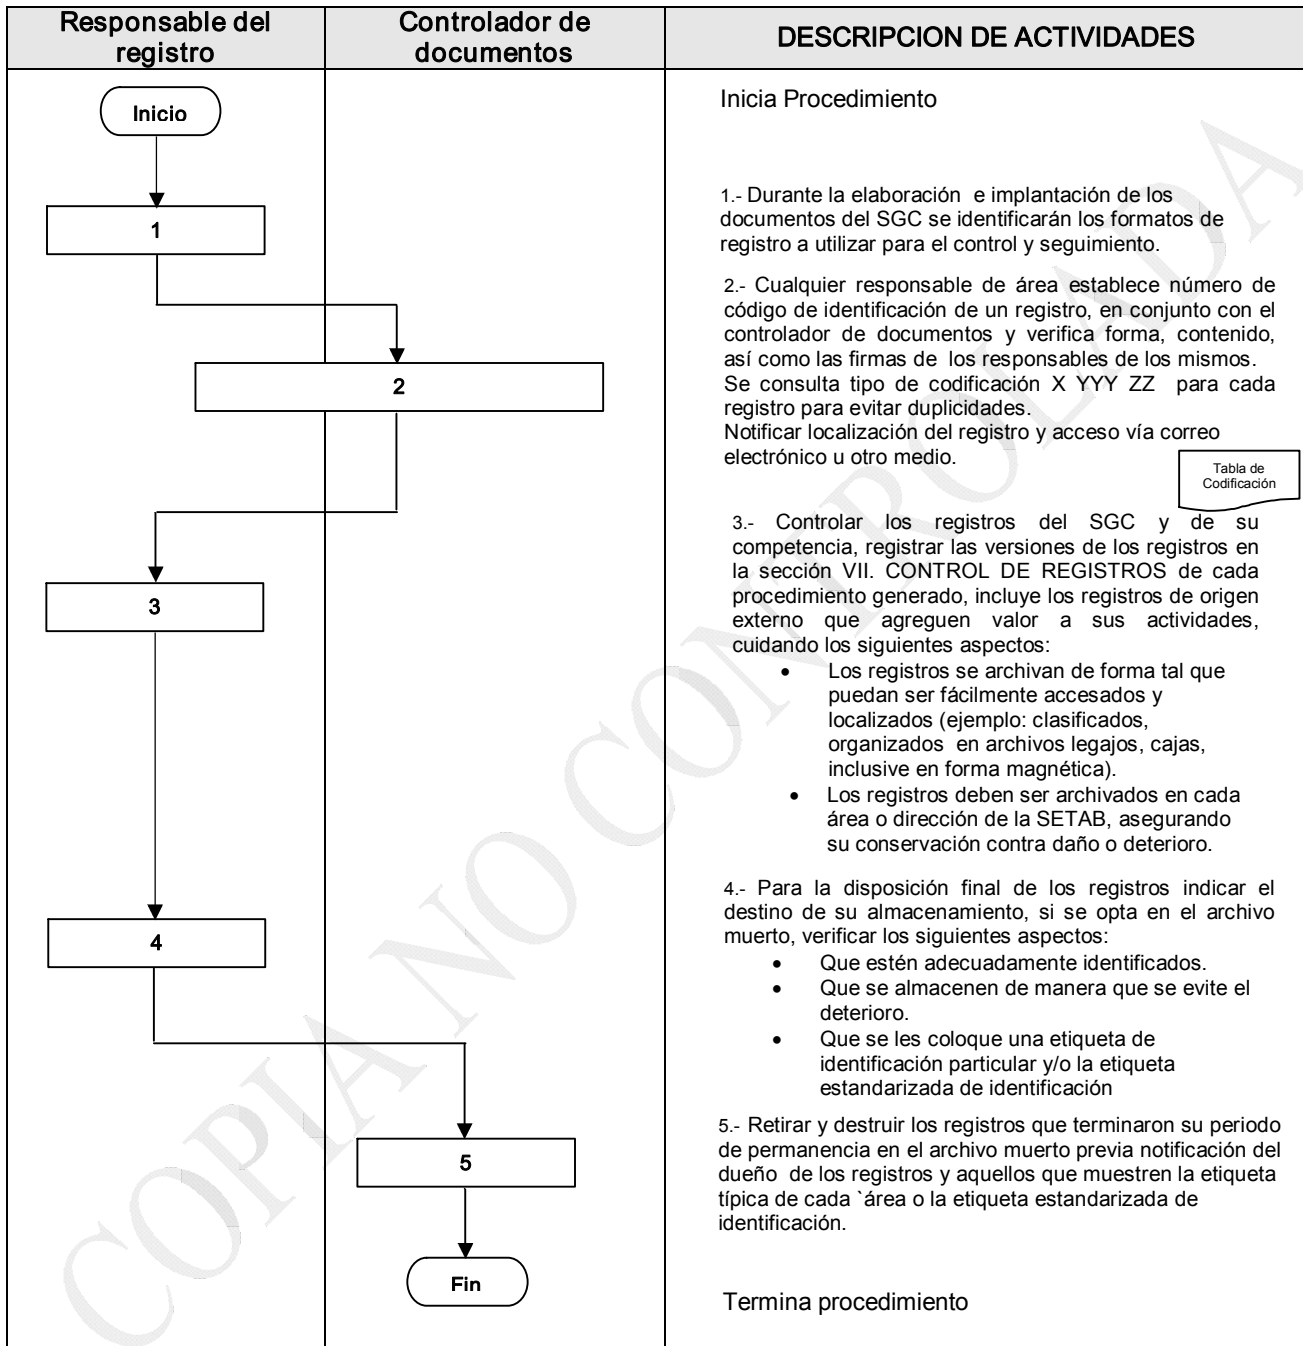 Responsable del
registro
Controlador de
documentos
DESCRIPCION DE ACTIVIDADES
Inicio
1
2
3
4
5
Fin
Inicia Procedimiento
1.- Durante la elaboración e implantación de los
documentos del SGC se identificarán los formatos de
registro a utilizar para el control y seguimiento.
2.- Cualquier responsable de área establece número de
código de identificación de un registro, en conjunto con el
controlador de documentos y verifica forma, contenido,
así como las firmas de los responsables de los mismos.
Se consulta tipo de codificación X YYY ZZ para cada
registro para evitar duplicidades.
Notificar localización del registro y acceso vía correo
electrónico u otro medio.
Tabla de
Codificación
3.- Controlar los registros del SGC y de su
competencia, registrar las versiones de los registros en
la sección VII. CONTROL DE REGISTROS de cada
procedimiento generado, incluye los registros de origen
externo que agreguen valor a sus actividades,
cuidando los siguientes aspectos:
• Los registros se archivan de forma tal que
puedan ser fácilmente accesados y
localizados (ejemplo: clasificados,
organizados en archivos legajos, cajas,
inclusive en forma magnética).
• Los registros deben ser archivados en cada
área o dirección de la SETAB, asegurando
su conservación contra daño o deterioro.
4.- Para la disposición final de los registros indicar el
destino de su almacenamiento, si se opta en el archivo
muerto, verificar los siguientes aspectos:
• Que estén adecuadamente identificados.
• Que se almacenen de manera que se evite el
deterioro.
• Que se les coloque una etiqueta de
identificación particular y/o la etiqueta
estandarizada de identificación
5.- Retirar y destruir los registros que terminaron su periodo
de permanencia en el archivo muerto previa notificación del
dueño de los registros y aquellos que muestren la etiqueta
típica de cada `área o la etiqueta estandarizada de
identificación.
Termina procedimiento
COPIA NO CONTROLADA